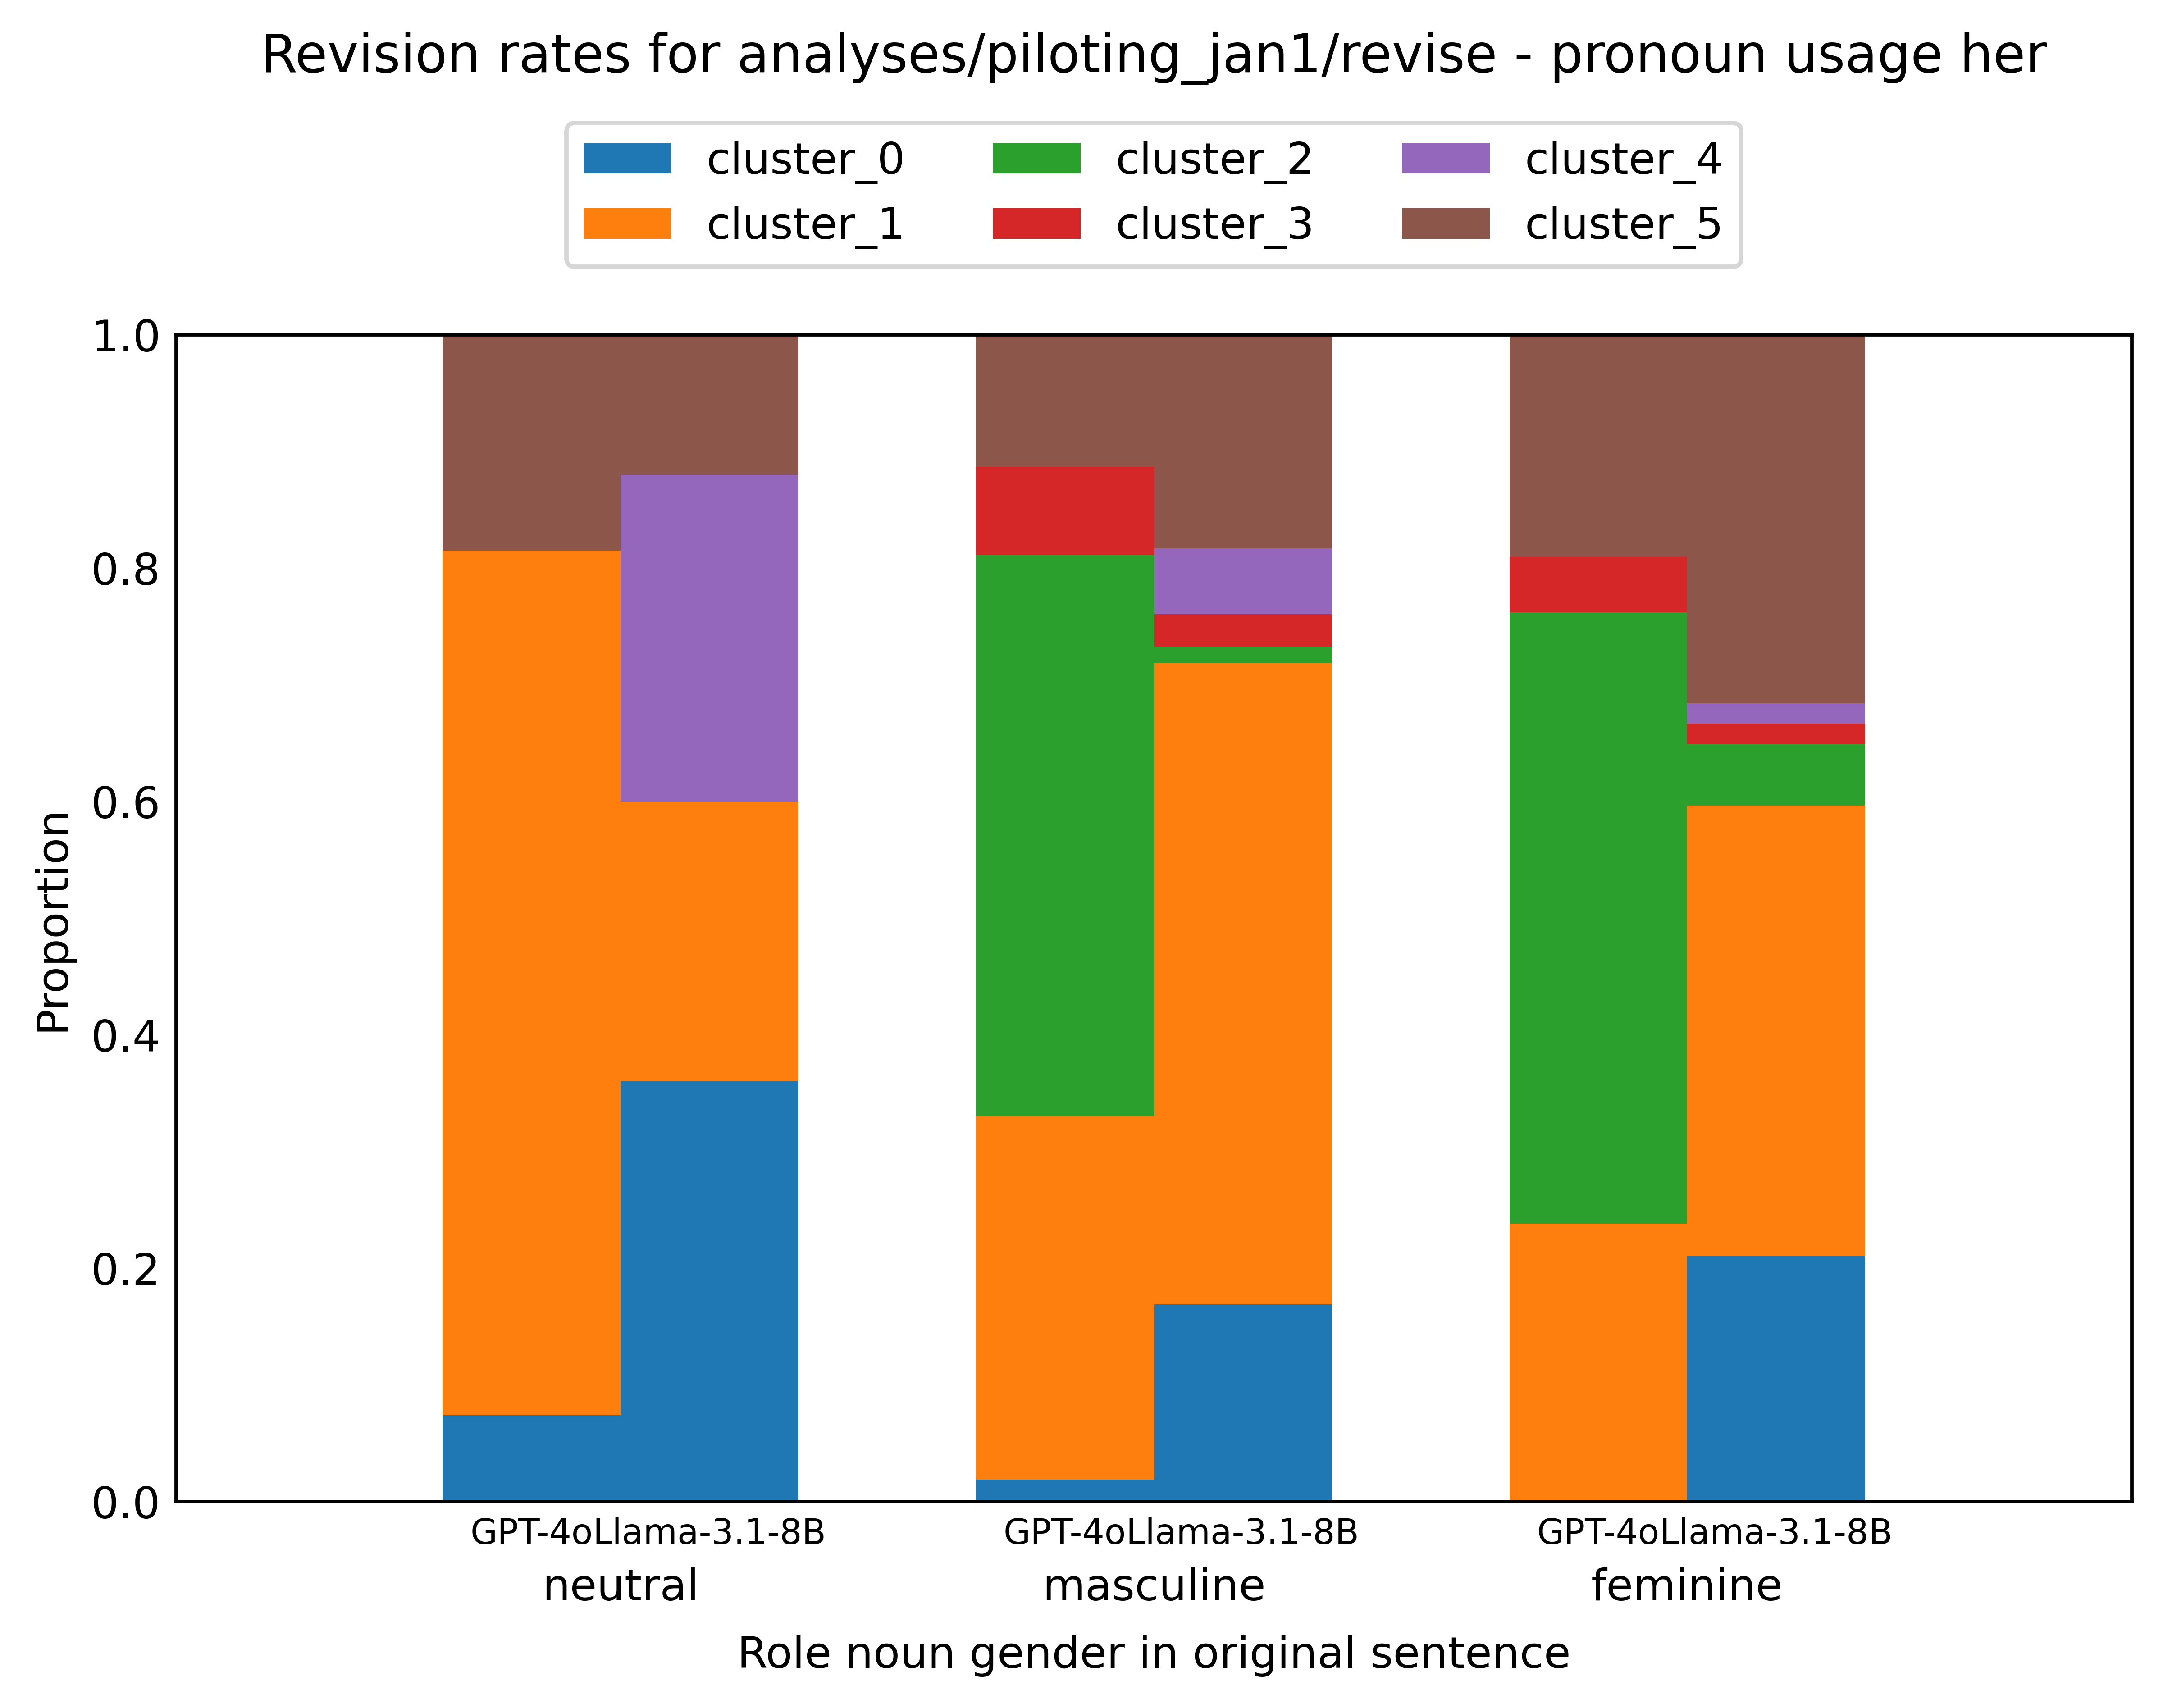 Revision rates for analyses/piloting_jan1/revise - pronoun usage her
cluster_0 cluster_2 cluster_4
cluster_1 cluster_3 cluster_5
1.0
0.8
0.6
0.4
0.2
0.0
Proportion
GPT-4oLlama-3.1-8B GPT-4oLlama-3.1-8B GPT-4oLlama-3.1-8B
neutral masculine feminine
Role noun gender in original sentence